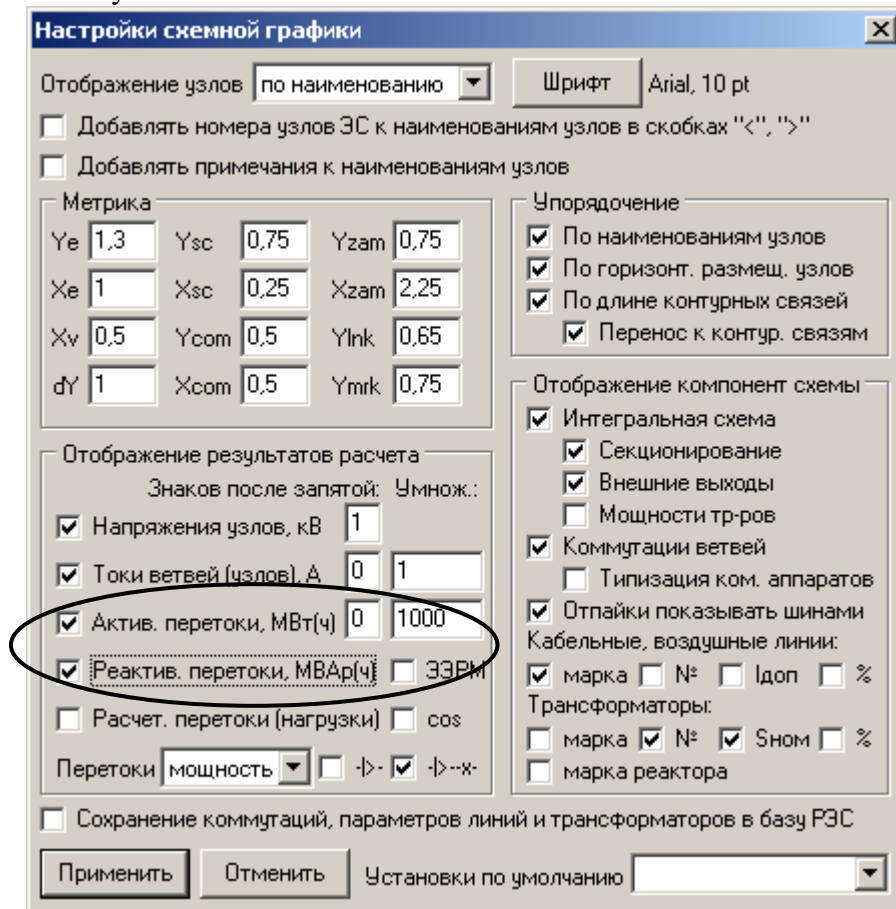 Настройки схемной графики
Отображение узлов по наименованию Шрифт Arial, 10 pt
Добавлять номера узлов ЭС к наименованиям узлов в скобках "<", ">"
Добавлять примечания к наименованиям узлов
Метрика
Ye 1,3 Ysc 0,75 Yzam 0,75
Xe 1 Xsc 0,25 Xzam 2,25
Xv 0,5 Ycom 0,5 Ylnk 0,65
dY 1 Xcom 0,5 Ymrk 0,75
Упорядочение
По наименованиям узлов
По горизонт. размещ. узлов
По длине контурных связей
Перенос к контур. связям
Отображение результатов расчета
Знаков после запятой: Умнож.:
Напряжения узлов, кВ 1
Токи ветвей (узлов), А 0 1
Актив. перетоки, МВт(ч) 0 1000
Реактив. перетоки, МВАр(ч) ЭЭРМ
Расчет. перетоки (нагрузки) cos
Перетоки мощность -|>- -|>--х-
Отображение компонент схемы
Интегральная схема
Секционирование
Внешние выходы
Мощности тр-ров
Коммутации ветвей
Типизация ком. аппаратов
Отпайки показывать шинами
Кабельные, воздушные линии:
марка № Iдоп %
Трансформаторы:
марка № Sном %
марка реактора
Сохранение коммутаций, параметров линий и трансформаторов в базу РЭС
Применить Отменить Установки по умолчанию